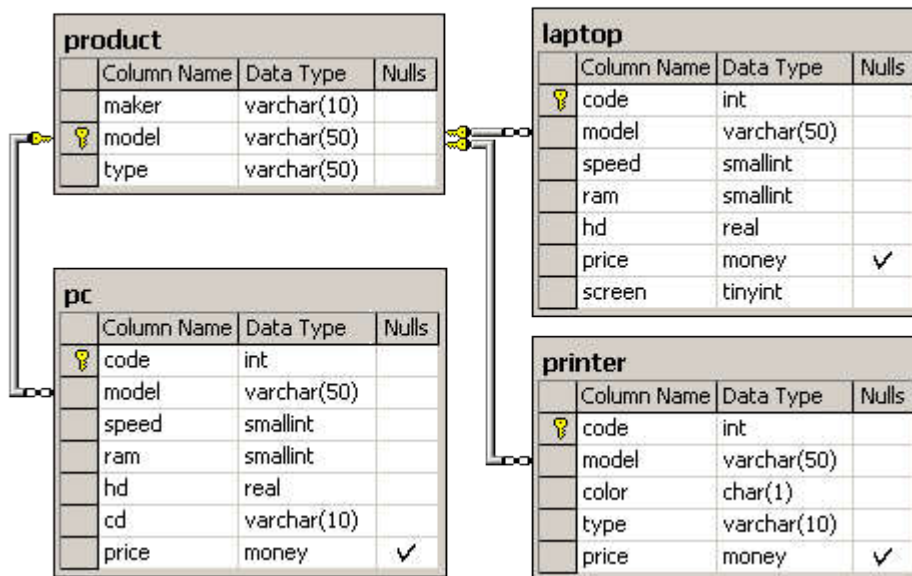 product
Column Name Data Type Nulls
maker varchar(10)
model varchar(50)
type varchar(50)
laptop
Column Name Data Type Nulls
code int
model varchar(50)
speed smallint
ram smallint
hd real
price money ✓
screen tinyint
pc
Column Name Data Type Nulls
code int
model varchar(50)
speed smallint
ram smallint
hd real
cd varchar(10)
price money ✓
printer
Column Name Data Type Nulls
code int
model varchar(50)
color char(1)
type varchar(10)
price money ✓